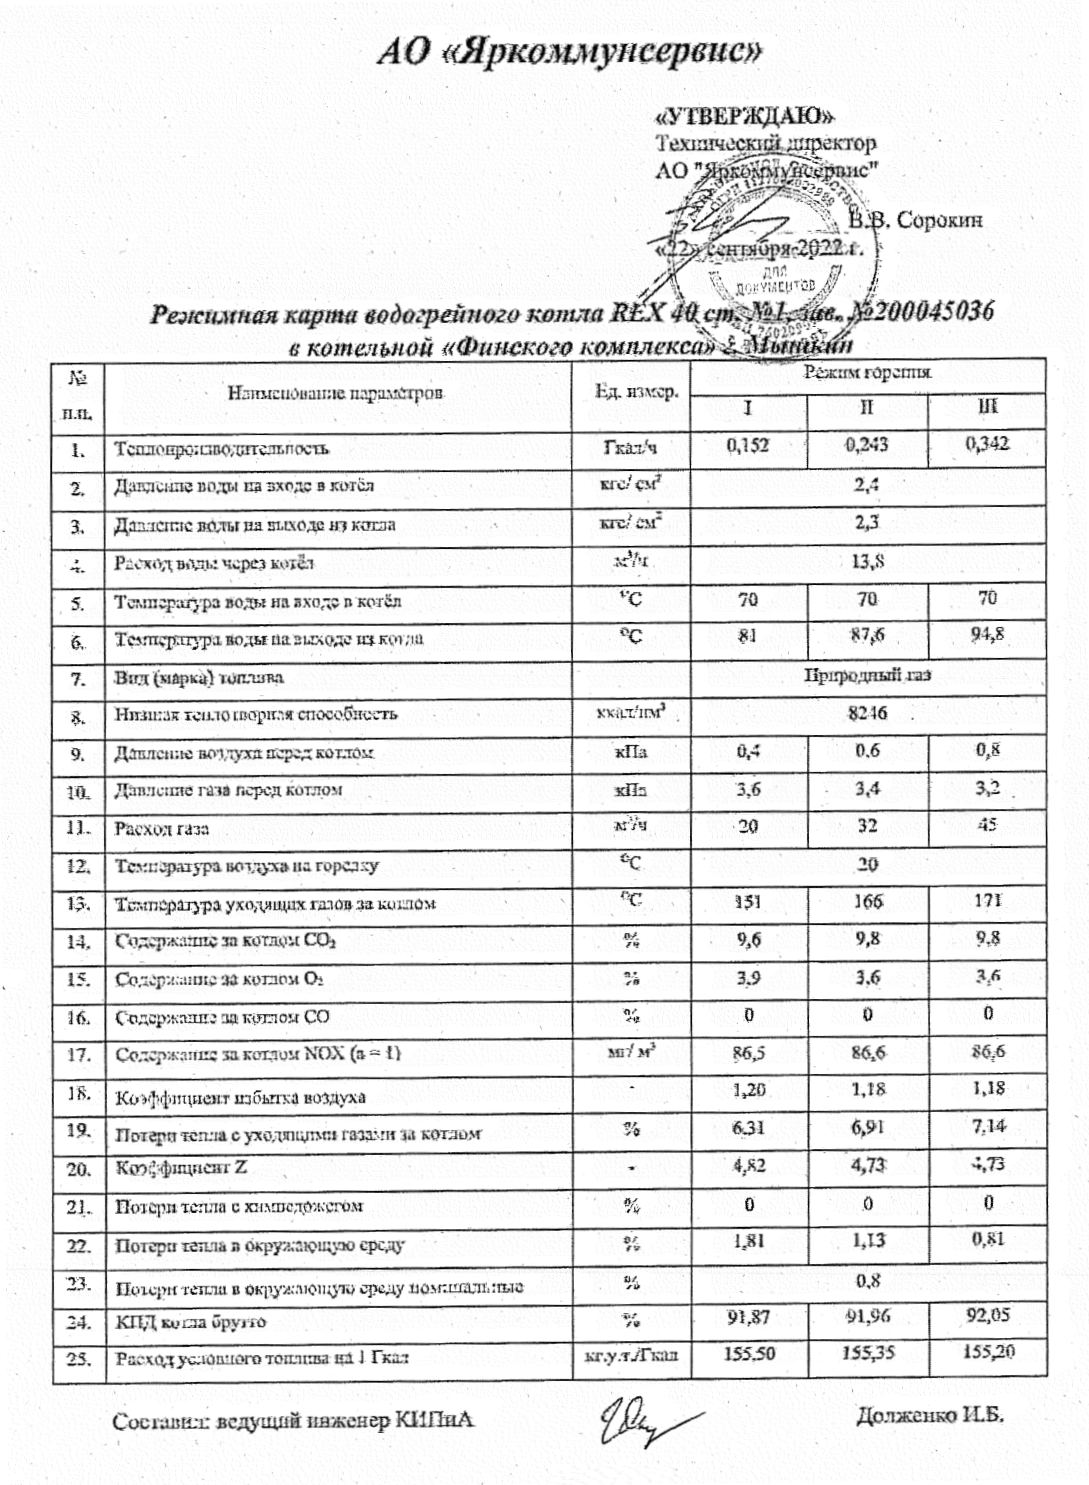 АО «Яркоммунсервис»
«УТВЕРЖДАЮ»
Технический директор
АО "Яркоммунсервис"
В.В. Сорокин
«22» сентября 2022 г.
ДЛЯ
ДОКУМЕНТОВ
Режимная карта водогрейного котла REX 40 ст. №1, зав. №200045036
в котельной «Финского комплекса» г. Мышкин
№ п.п. Наименование параметров Ед. измер. Режим горения
I II III
1. Теплопроизводительность Гкал/ч 0,152 0,243 0,342
2. Давление воды на входе в котёл кгс/ см² 2,4
3. Давление воды на выходе из котла кгс/ см² 2,3
4. Расход воды через котёл м³/ч 13,8
5. Температура воды на входе в котёл °С 70 70 70
6. Температура воды на выходе из котла °С 81 87,6 94,8
7. Вид (марка) топлива Природный газ
8. Низшая теплотворная способность ккал/нм³ 8246
9. Давление воздуха перед котлом кПа 0,4 0,6 0,8
10. Давление газа перед котлом кПа 3,6 3,4 3,2
11. Расход газа м³/ч 20 32 45
12. Температура воздуха на горелку °С 20
13. Температура уходящих газов за котлом °С 151 166 171
14. Содержание за котлом CO₂ % 9,6 9,8 9,8
15. Содержание за котлом O₂ % 3,9 3,6 3,6
16. Содержание за котлом CO % 0 0 0
17. Содержание за котлом NOX (a = 1) мг/ м³ 86,5 86,6 86,6
18. Коэффициент избытка воздуха - 1,20 1,18 1,18
19. Потери тепла с уходящими газами за котлом % 6.31 6,91 7,14
20. Коэффициент Z - 4,82 4,73 4,73
21. Потери тепла с химнедожегом % 0 0 0
22. Потери тепла в окружающую среду % 1,81 1,13 0,81
23. Потери тепла в окружающую среду номинальные % 0,8
24. КПД котла брутто % 91,87 91,96 92,05
25. Расход условного топлива на 1 Гкал кг.у.т./Гкал 155,50 155,35 155,20
Составил: ведущий инженер КИПиА Долженко И.Б.